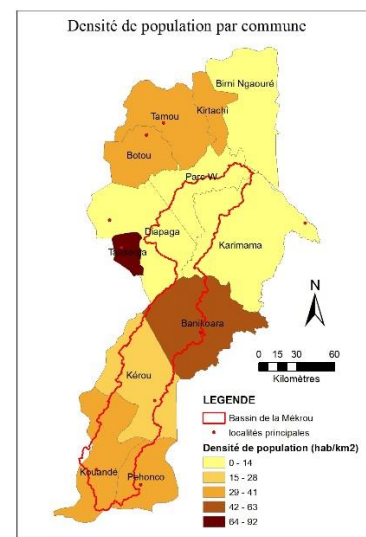 Densité de population par commune
Birni Ngaouré
Kirtachi
Tamou
Botou
Parc W
Diapaga
Karimama
N
Banikoara
0 15 30 60
Kilomètres
Kérou
LEGENDE
Bassin de la Mékrou
localités principales
Densité de population (hab/km2)
0 - 14
15 - 28
29 - 41
42 - 63
64 - 92
Kouandé
Pehonco